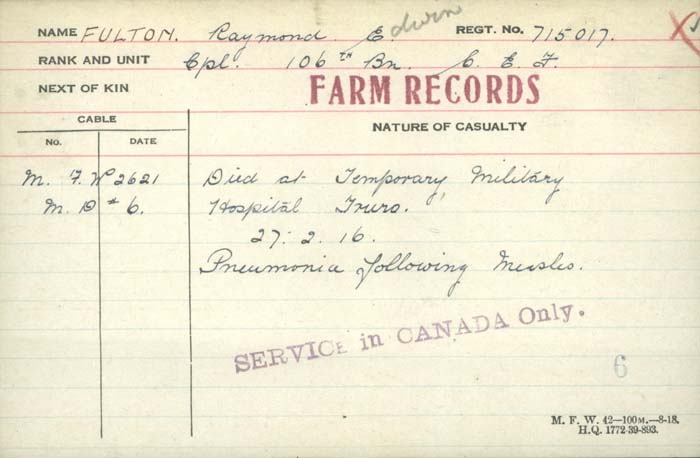 NAME FULTON. Raymond E. dwin REGT. No. 715017.
RANK AND UNIT Cpl. 106th Bn. C. E. F.
NEXT OF KIN FARM RECORDS
CABLE
NATURE OF CASUALTY
No. DATE
M. F. W 2621 Died at Temporary Military
M. D # 6. Hospital Truro.
27. 2. 16.
Pneumonia following Measles.
SERVICE in CANADA Only.
6
M. F. W. 42—100M.—8-18.
H.Q. 1772-39-893.